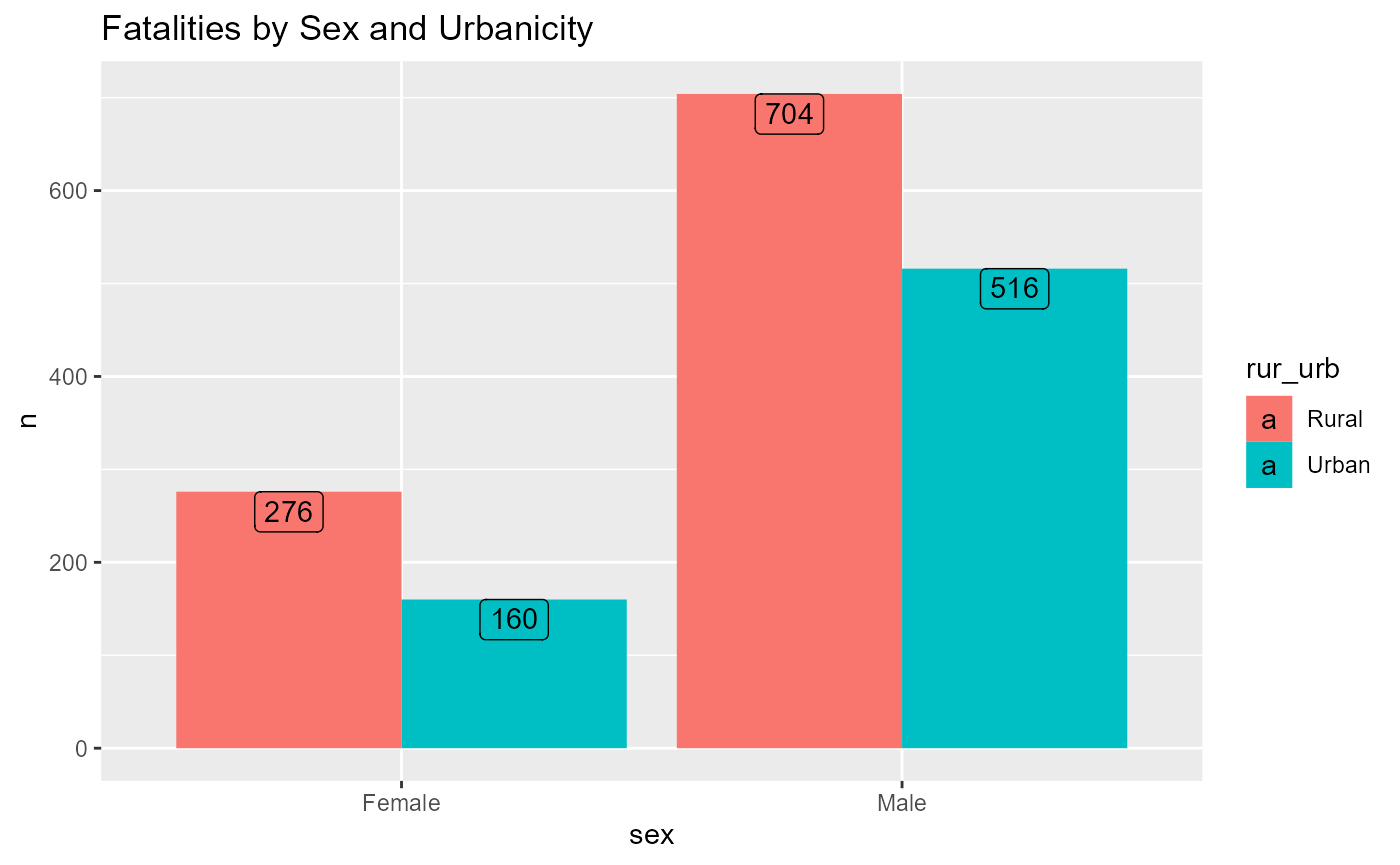 Fatalities by Sex and Urbanicity
704
600
516
400
n
rur_urb
a Rural
a Urban
276
200
160
0
Female Male
sex